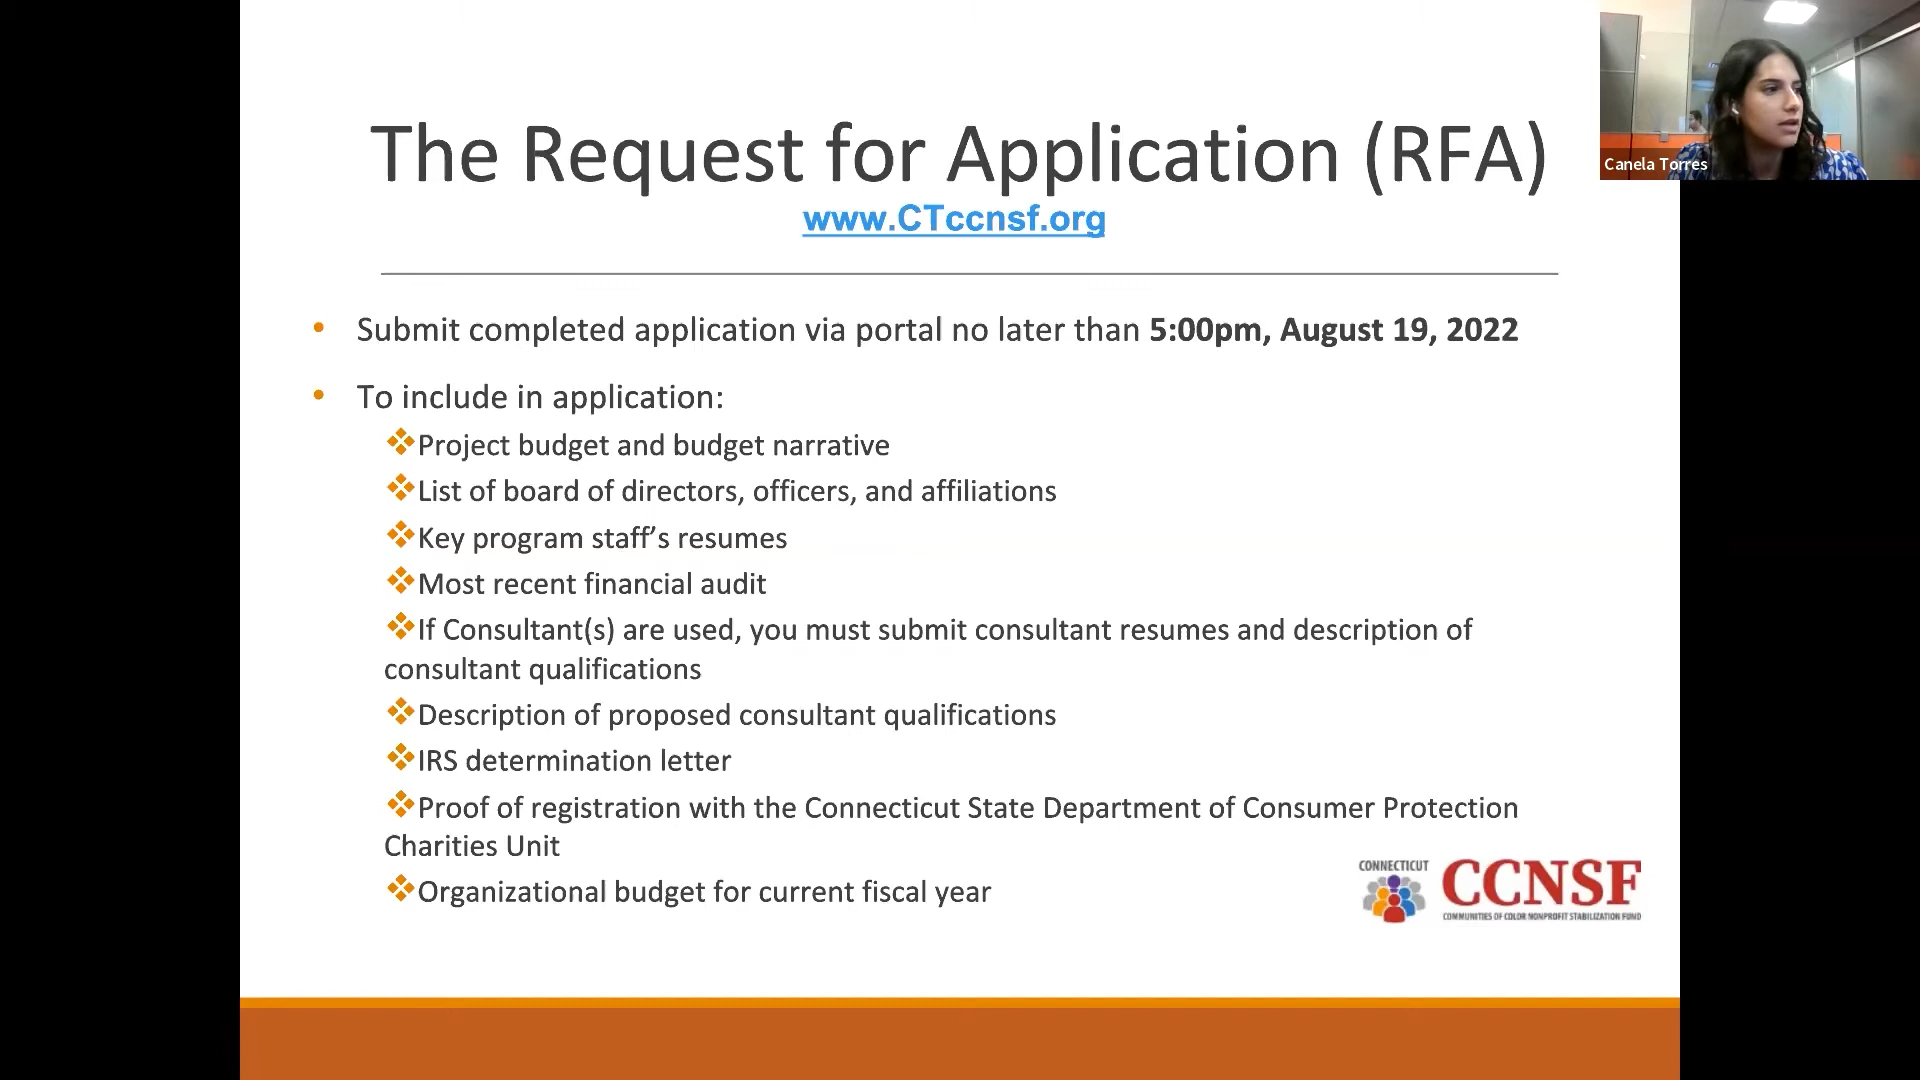 The Request for Application (RFA)
www.CTccnsf.org
Canela Torres
• Submit completed application via portal no later than 5:00pm, August 19, 2022
• To include in application:
❖Project budget and budget narrative
❖List of board of directors, officers, and affiliations
❖Key program staff’s resumes
❖Most recent financial audit
❖If Consultant(s) are used, you must submit consultant resumes and description of
consultant qualifications
❖Description of proposed consultant qualifications
❖IRS determination letter
❖Proof of registration with the Connecticut State Department of Consumer Protection
Charities Unit
❖Organizational budget for current fiscal year
CONNECTICUT
CCNSF
COMMUNITIES OF COLOR NONPROFIT STABILIZATION FUND